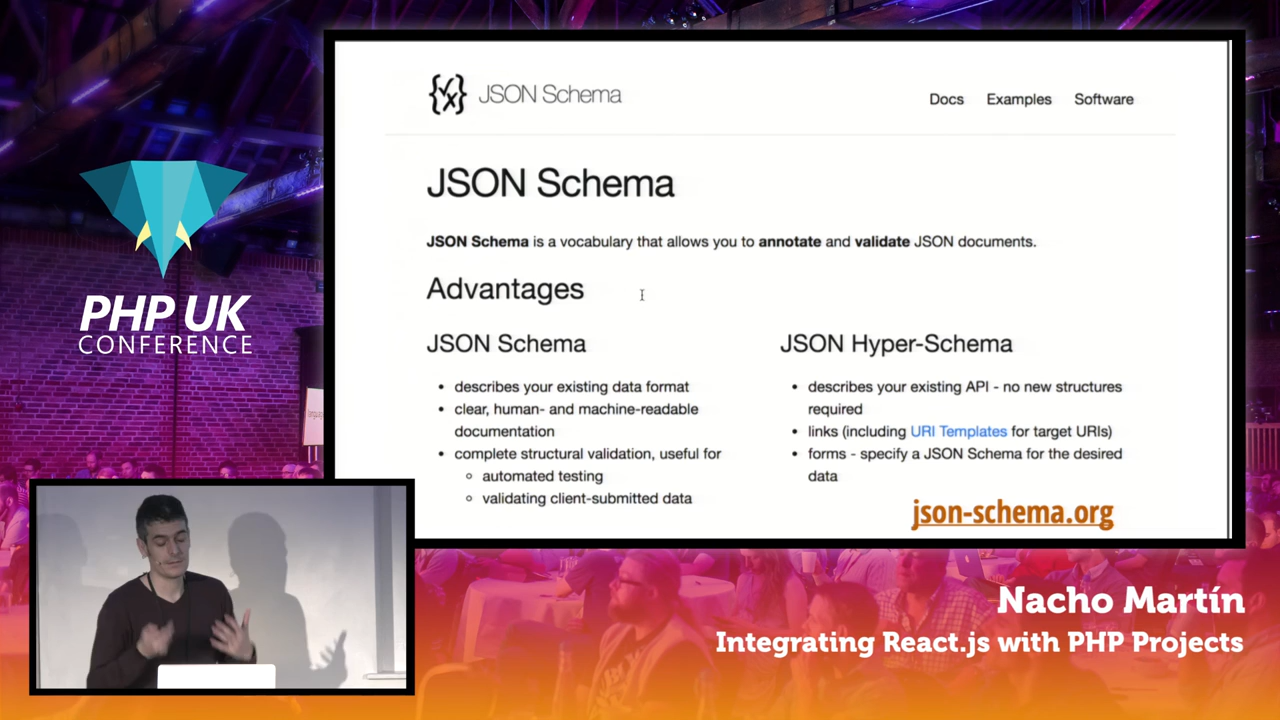 JSON Schema
Docs Examples Software
JSON Schema
JSON Schema is a vocabulary that allows you to annotate and validate JSON documents.
Advantages
JSON Schema
• describes your existing data format
• clear, human- and machine-readable
documentation
• complete structural validation, useful for
○ automated testing
○ validating client-submitted data
JSON Hyper-Schema
• describes your existing API - no new structures
required
• links (including URI Templates for target URIs)
• forms - specify a JSON Schema for the desired
data
json-schema.org
PHP UK
CONFERENCE
Nacho Martín
Integrating React.js with PHP Projects